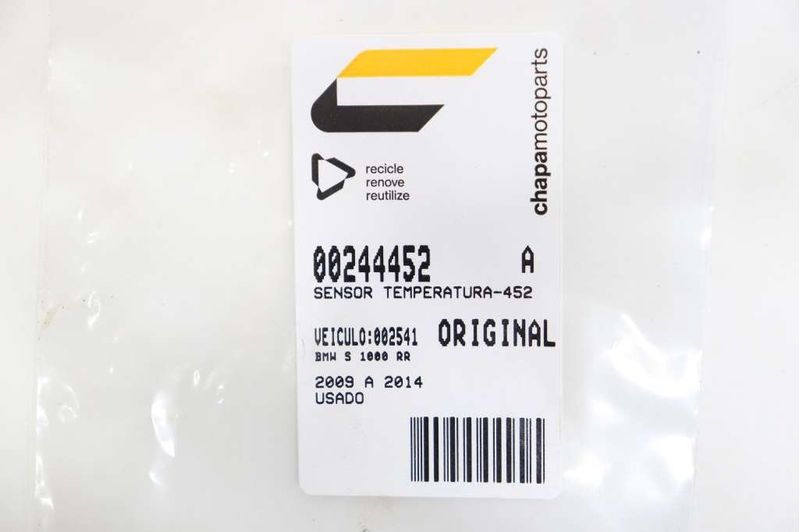 chapamotoparts
recicle
renove
reutilize
00244452 A
SENSOR TEMPERATURA-452
VEICULO:002541 ORIGINAL
BMW S 1000 RR
2009 A 2014
USADO